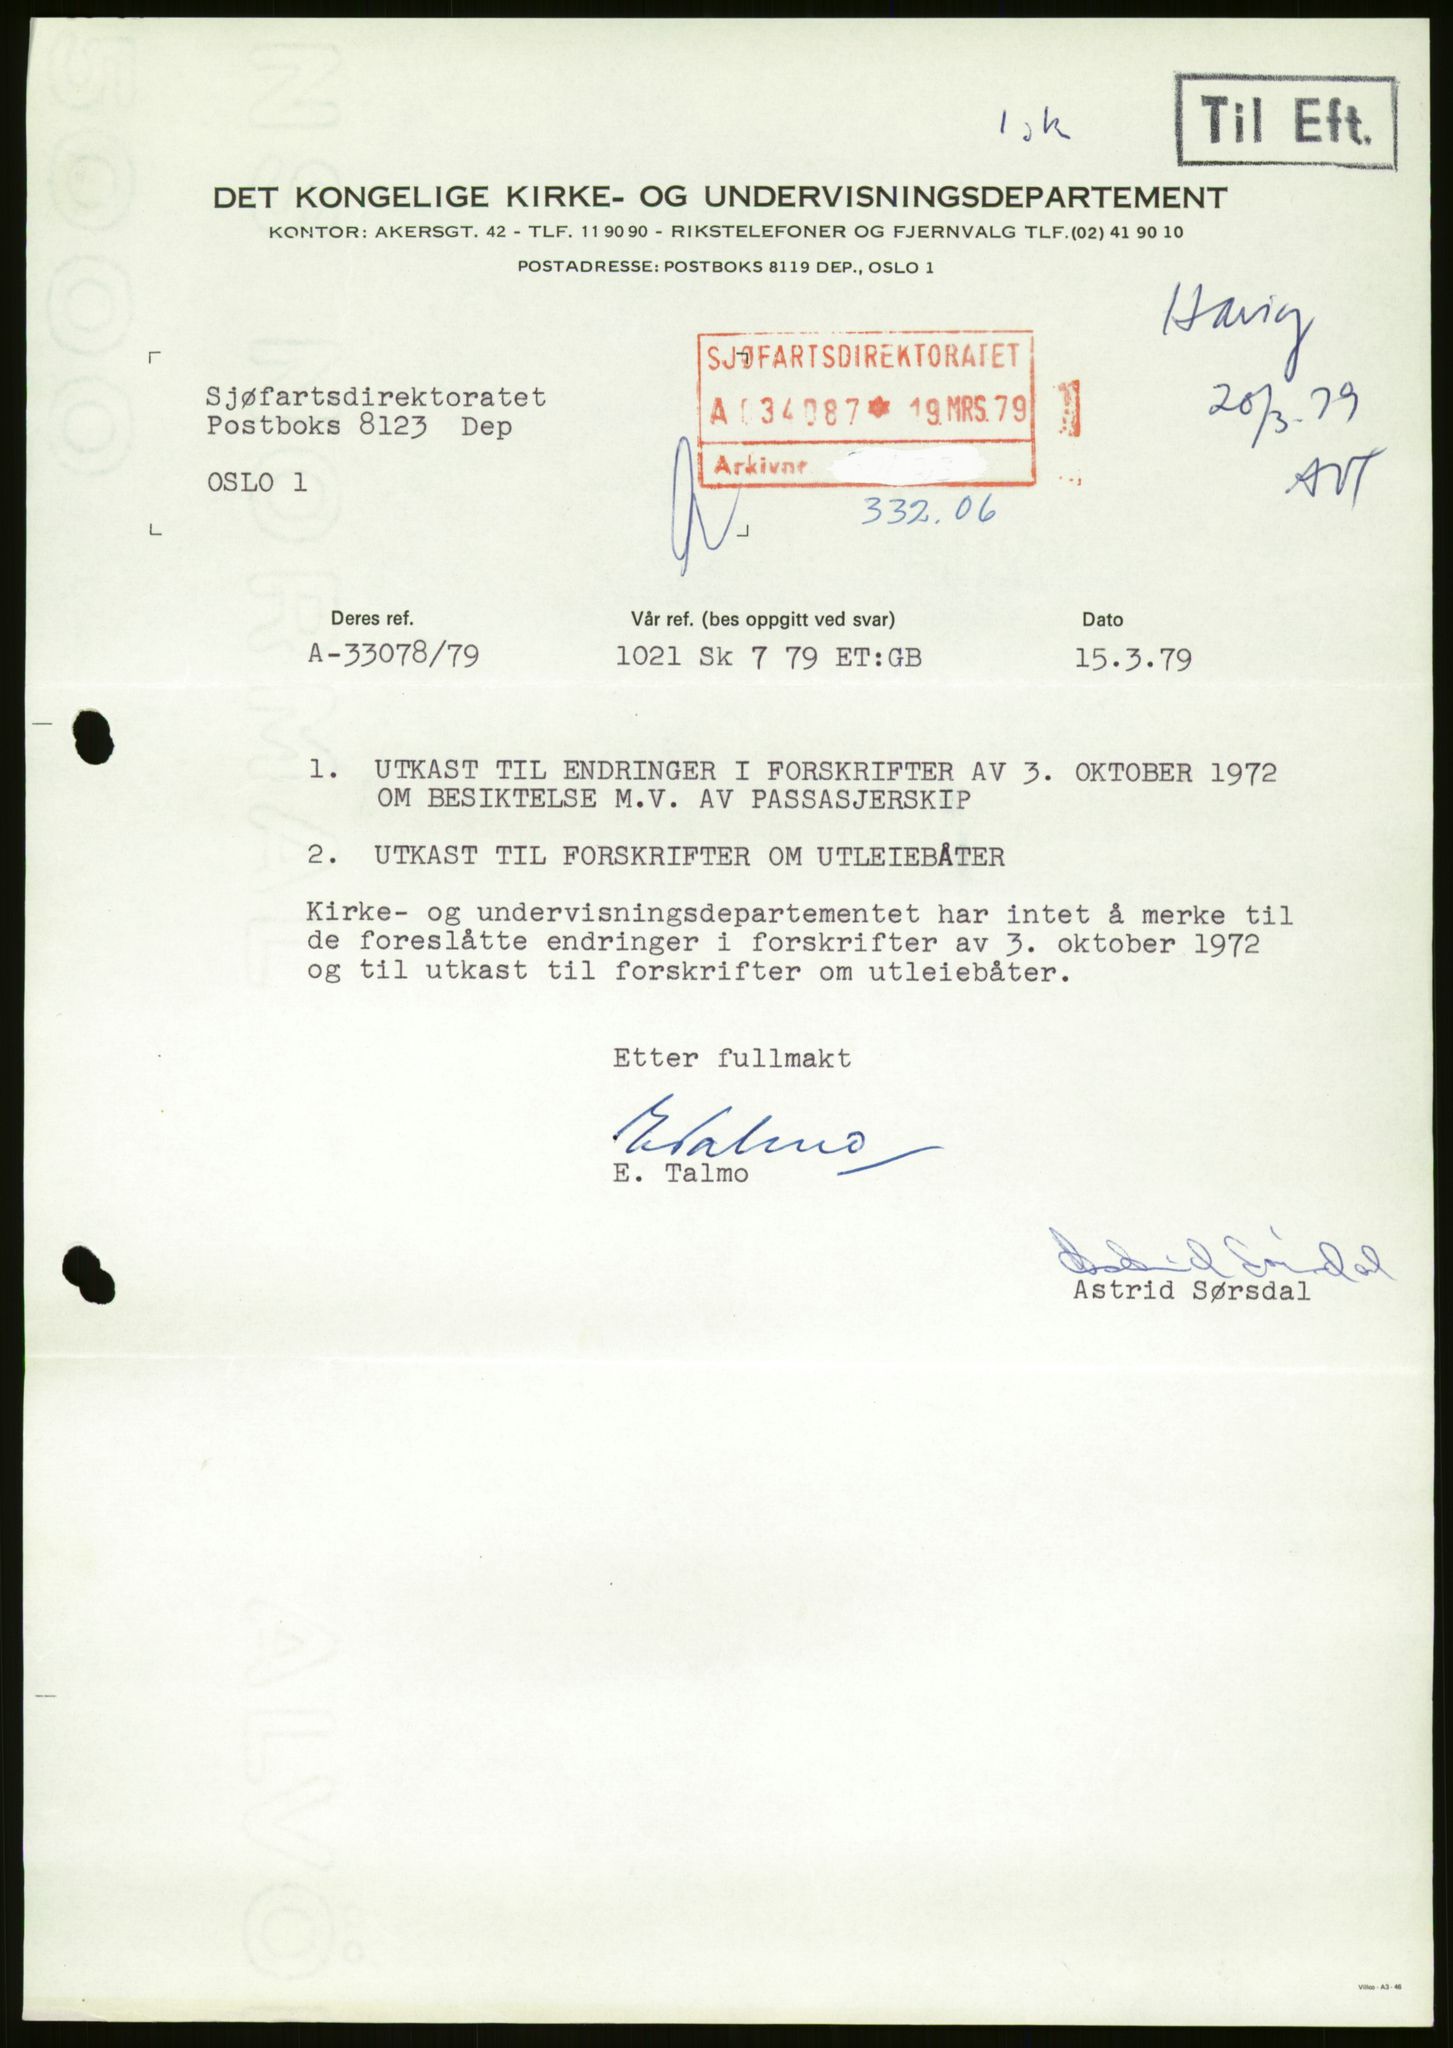 Til Eft.
DET KONGELIGE KIRKE- OG UNDERVISNINGSDEPARTEMENT
KONTOR: AKERSGT. 42 - TLF. 11 90 90 - RIKSTELEFONER OG FJERNVALG TLF.(02) 41 90 10
POSTADRESSE: POSTBOKS 8119 DEP., OSLO 1
SJØFARTSDIREKTORATET
A 034087 * 19 MRS. 79
Arkivnr
332.06
20/3-79
Sjøfartsdirektoratet
Postboks 8123 Dep
OSLO 1
Deres ref. Vår ref. (bes oppgitt ved svar) Dato
A-33078/79 1021 Sk 7 79 ET:GB 15.3.79
1. UTKAST TIL ENDRINGER I FORSKRIFTER AV 3. OKTOBER 1972
OM BESIKTELSE M.V. AV PASSASJERSKIP
2. UTKAST TIL FORSKRIFTER OM UTLEIEBÅTER
Kirke- og undervisningsdepartementet har intet å merke til
de foreslåtte endringer i forskrifter av 3. oktober 1972
og til utkast til forskrifter om utleiebåter.
Etter fullmakt
E Talmo
E. Talmo
Astrid Sørsdal
Astrid Sørsdal